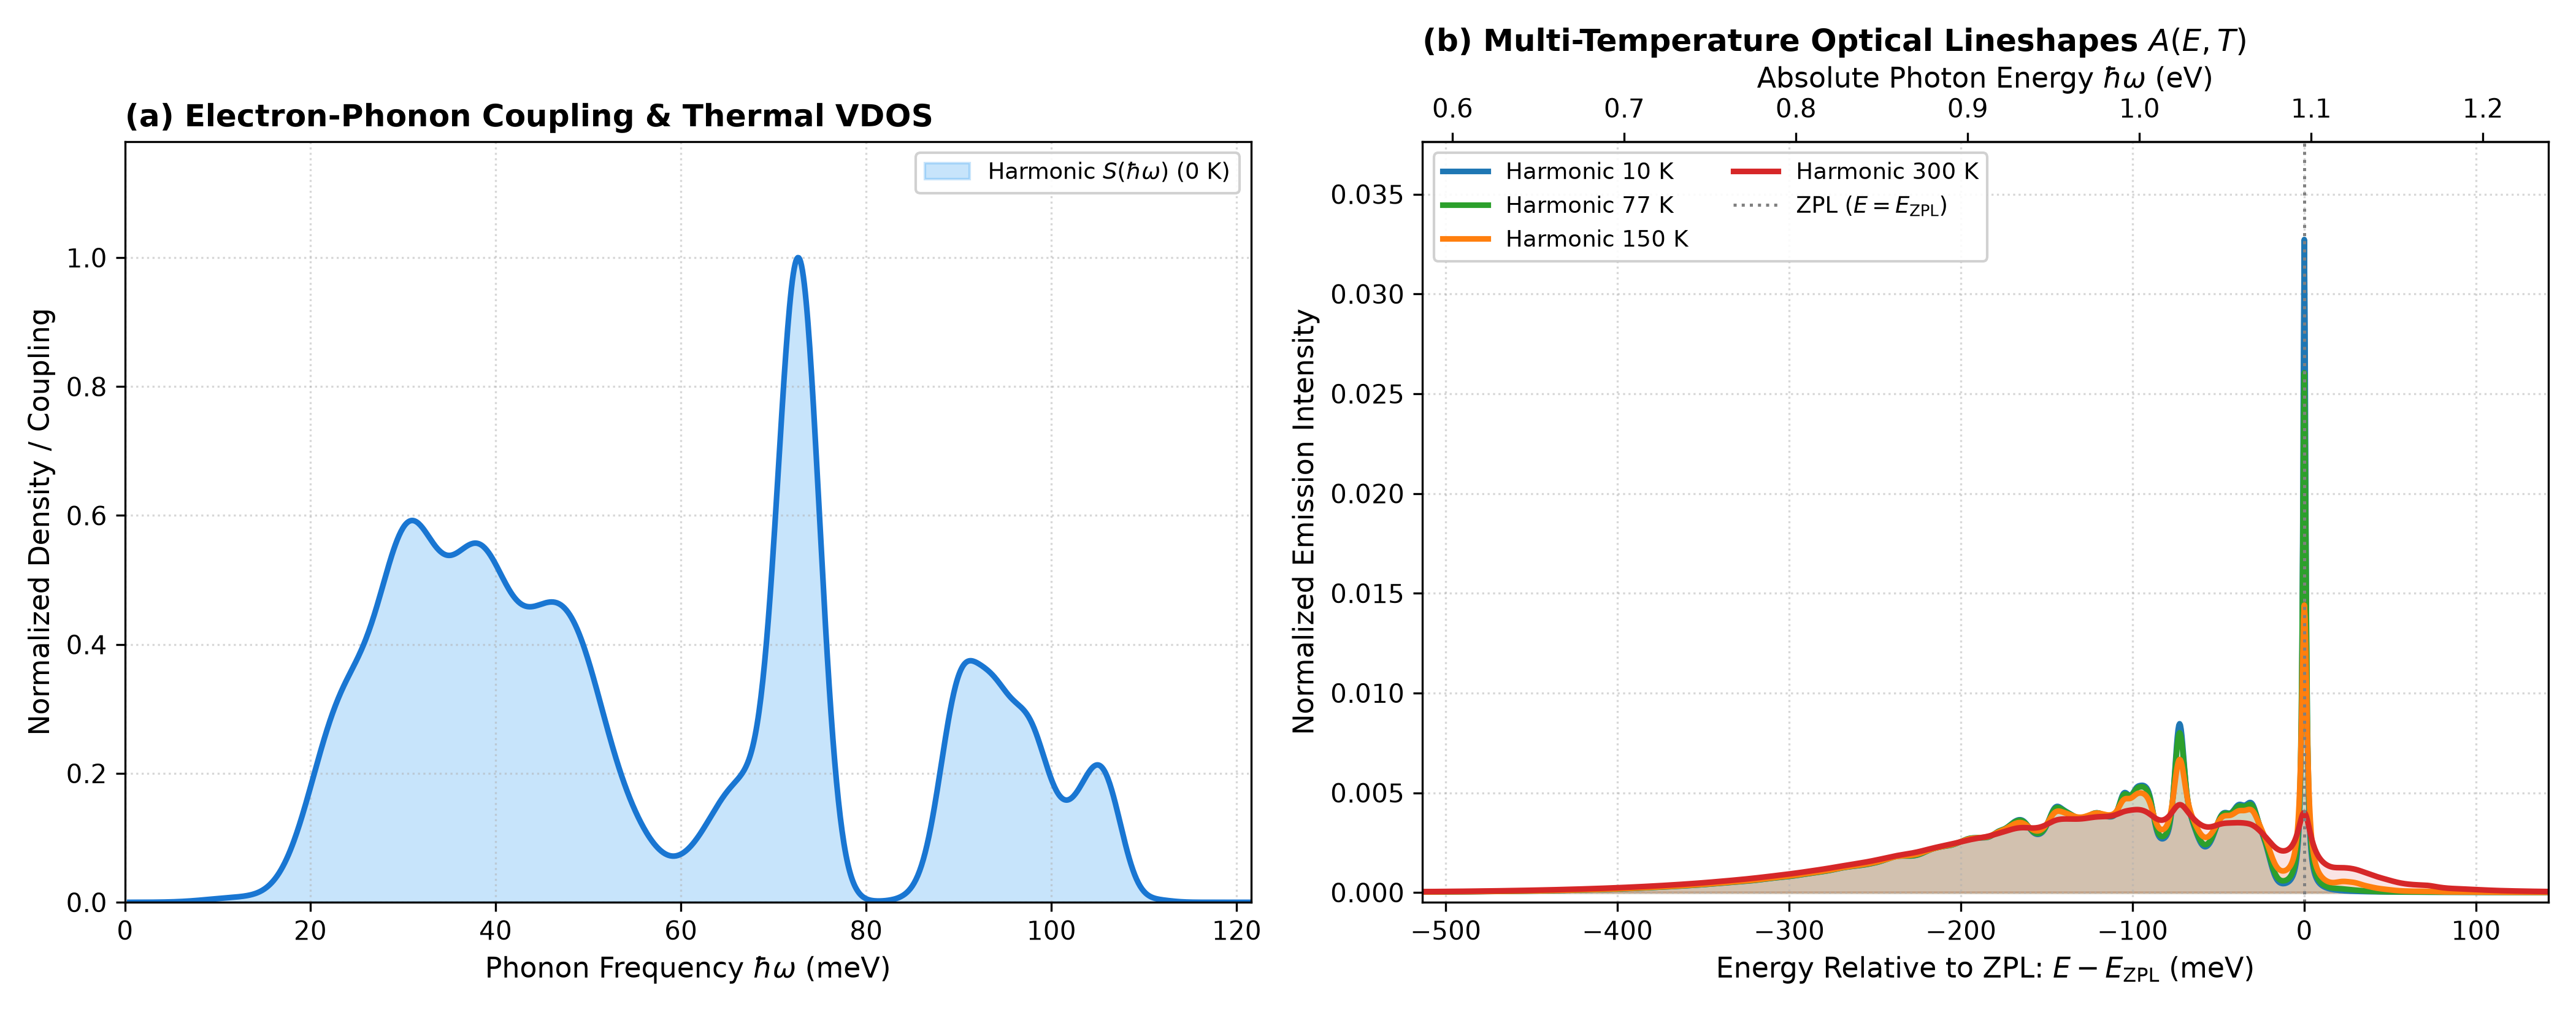 (a) Electron-Phonon Coupling & Thermal VDOS
Harmonic S(ħω) (0 K)
Normalized Density / Coupling
1.0
0.8
0.6
0.4
0.2
0.0
0 20 40 60 80 100 120
Phonon Frequency ħω (meV)
(b) Multi-Temperature Optical Lineshapes A(E, T)
Absolute Photon Energy ħω (eV)
0.6 0.7 0.8 0.9 1.0 1.1 1.2
Harmonic 10 K
Harmonic 77 K
Harmonic 150 K
Harmonic 300 K
ZPL (E = E_ZPL)
Normalized Emission Intensity
0.035
0.030
0.025
0.020
0.015
0.010
0.005
0.000
−500 −400 −300 −200 −100 0 100
Energy Relative to ZPL: E − E_ZPL (meV)